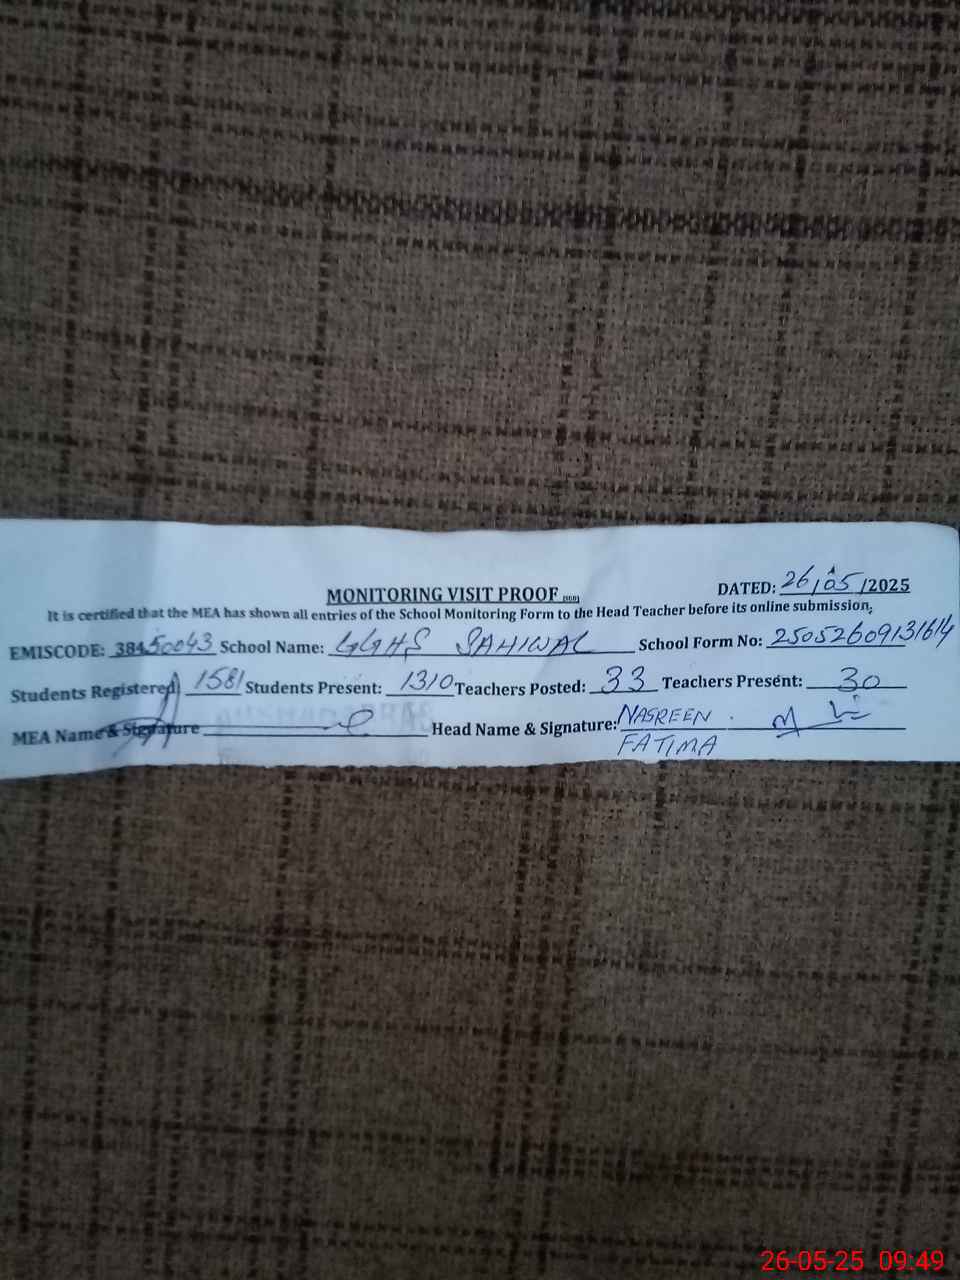 MONITORING VISIT PROOF
DATED: 26/05/2025
It is certified that the MEA has shown all entries of the School Monitoring Form to the Head Teacher before its online submission,
EMISCODE: 38450043 School Name: GGHS SAHIWAL School Form No: 25052609131614
Students Registered 1581 Students Present: 1310 Teachers Posted: 33 Teachers Present: 30
MEA Name & Signature Head Name & Signature: NASREEN
FATIMA
26-05-25 09:49